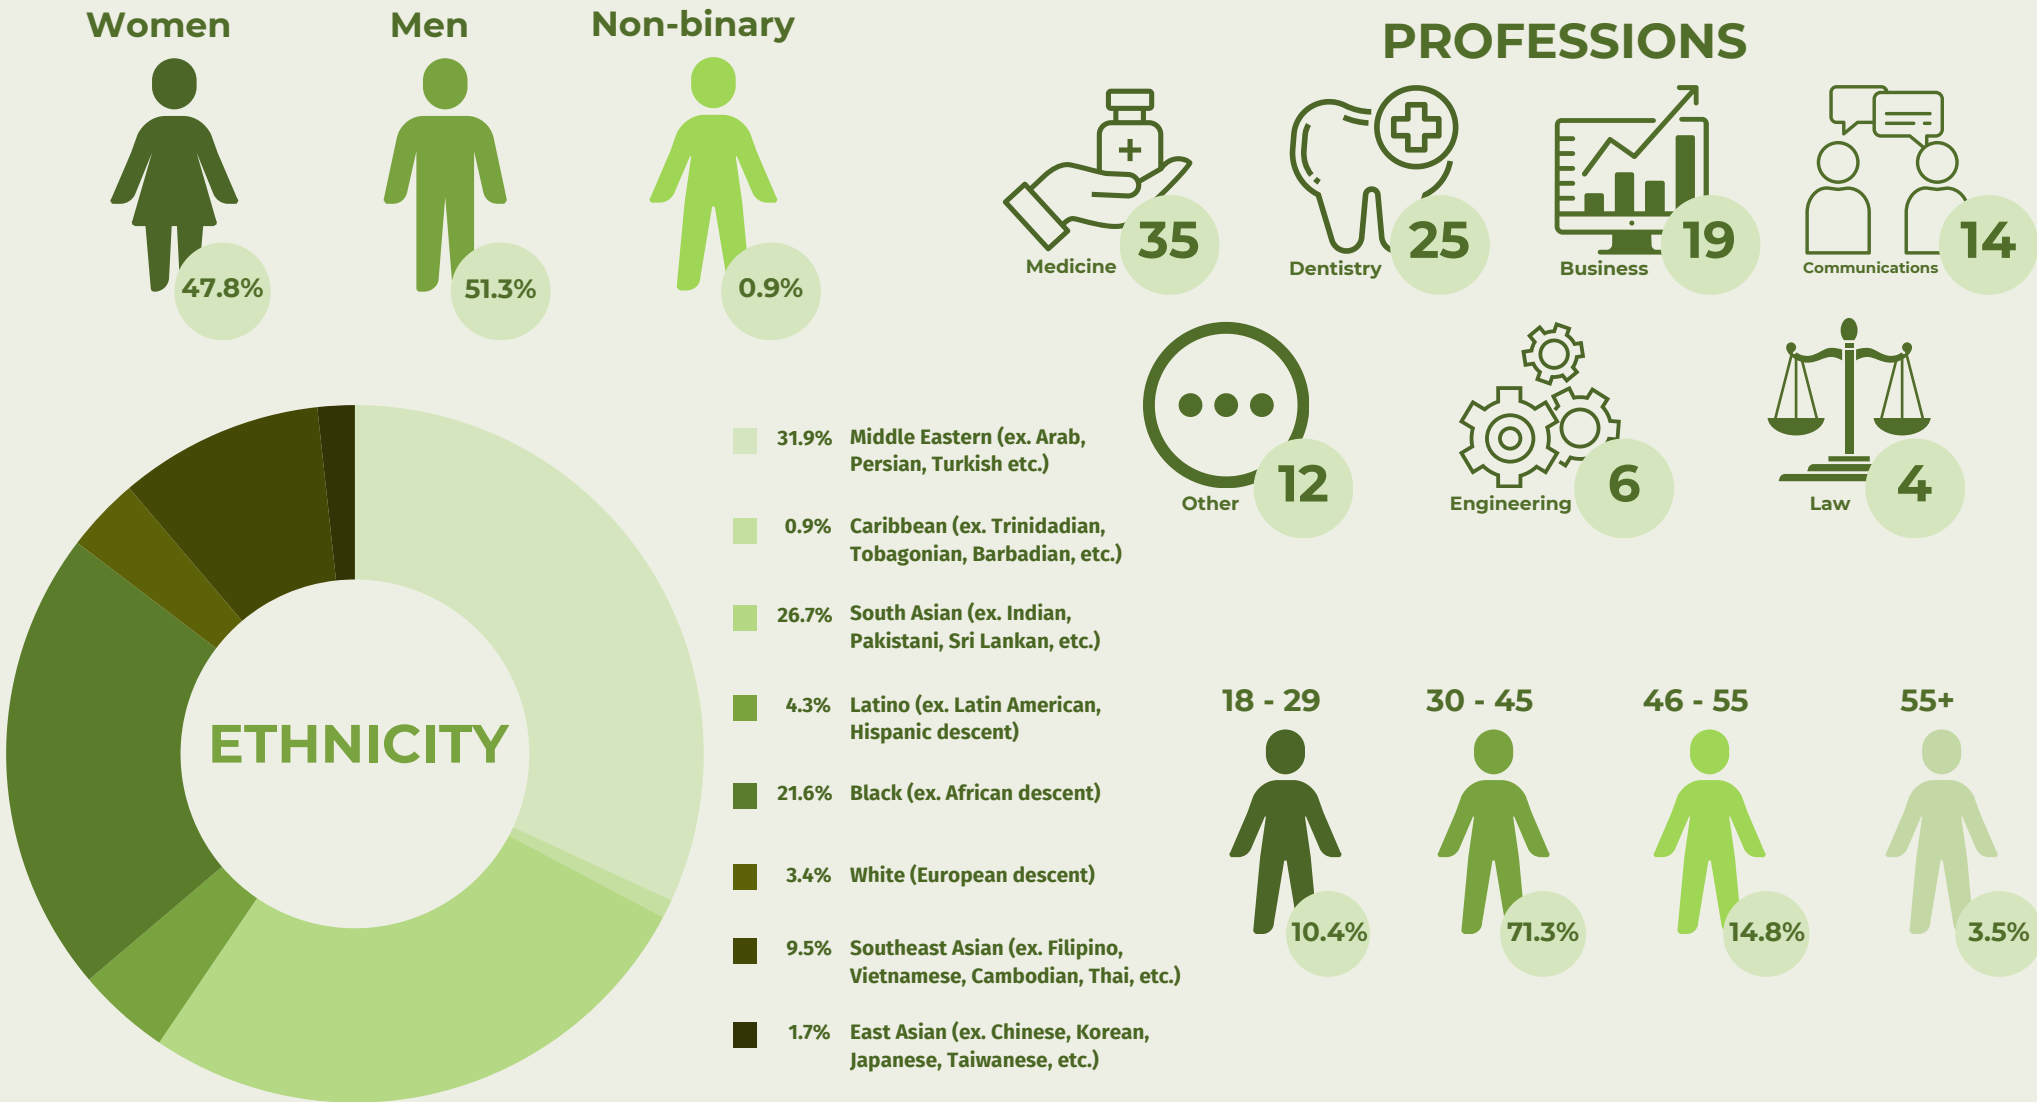 Women
Men
Non-binary
47.8%
51.3%
0.9%
PROFESSIONS
Medicine
35
Dentistry
25
Business
19
Communications
14
Other
12
Engineering
6
Law
4
ETHNICITY
31.9% Middle Eastern (ex. Arab,
Persian, Turkish etc.)
0.9% Caribbean (ex. Trinidadian,
Tobagonian, Barbadian, etc.)
26.7% South Asian (ex. Indian,
Pakistani, Sri Lankan, etc.)
4.3% Latino (ex. Latin American,
Hispanic descent)
21.6% Black (ex. African descent)
3.4% White (European descent)
9.5% Southeast Asian (ex. Filipino,
Vietnamese, Cambodian, Thai, etc.)
1.7% East Asian (ex. Chinese, Korean,
Japanese, Taiwanese, etc.)
18 - 29
30 - 45
46 - 55
55+
10.4%
71.3%
14.8%
3.5%